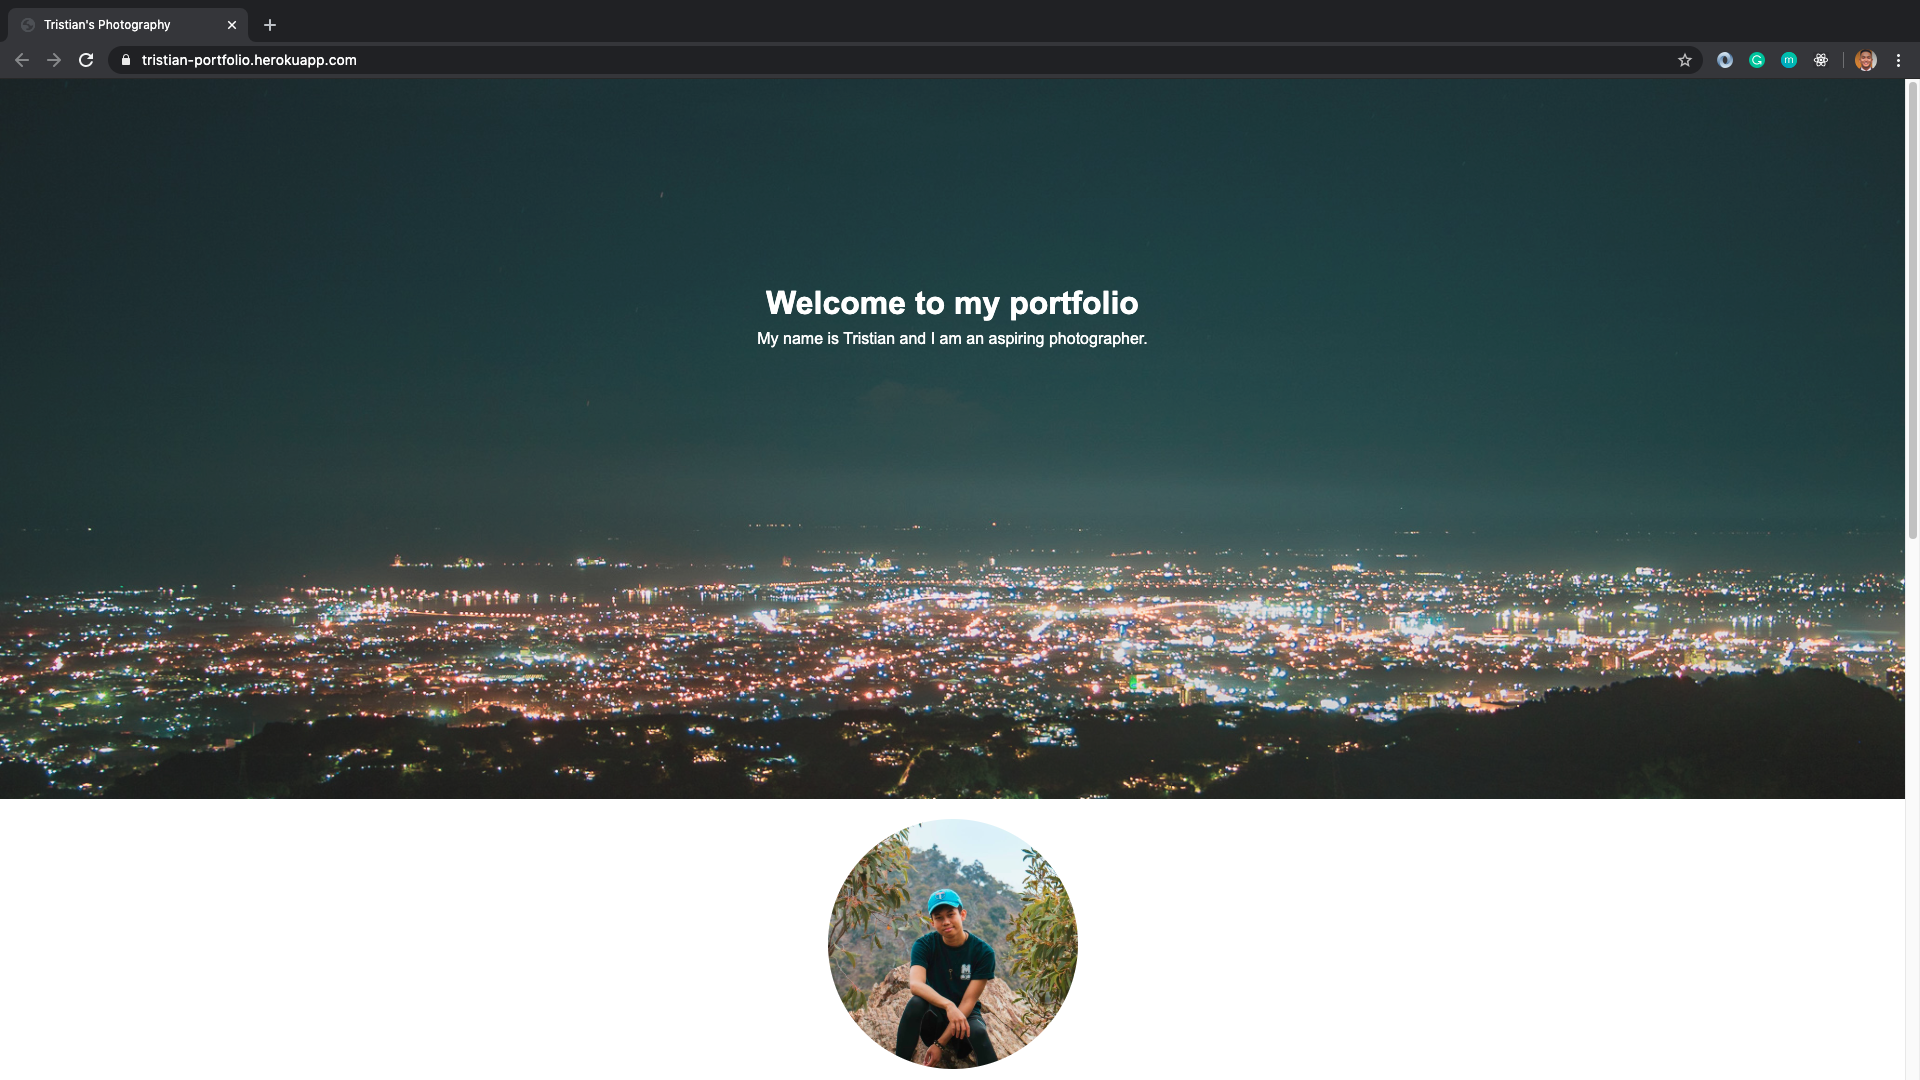 Tristian's Photography
tristian-portfolio.herokuapp.com
Welcome to my portfolio
My name is Tristian and I am an aspiring photographer.